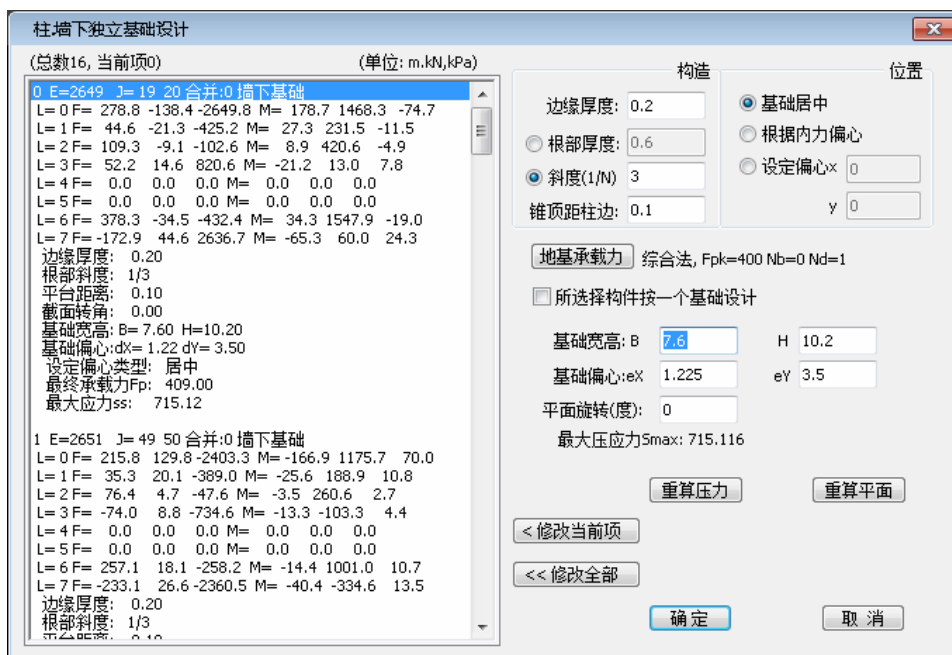 柱.墙下独立基础设计
(总数16, 当前项0) (单位: m.kN,kPa)
0 E=2649 J= 19 20 合并:0 墙下基础
L= 0 F= 278.8 -138.4 -2649.8 M= 178.7 1468.3 -74.7
L= 1 F= 44.6 -21.3 -425.2 M= 27.3 231.5 -11.5
L= 2 F= 109.3 -9.1 -102.6 M= 8.9 420.6 -4.9
L= 3 F= 52.2 14.6 820.6 M= -21.2 13.0 7.8
L= 4 F= 0.0 0.0 0.0 M= 0.0 0.0 0.0
L= 5 F= 0.0 0.0 0.0 M= 0.0 0.0 0.0
L= 6 F= 378.3 -34.5 -432.4 M= 34.3 1547.9 -19.0
L= 7 F= -172.9 44.6 2636.7 M= -65.3 60.0 24.3
边缘厚度: 0.20
根部斜度: 1/3
平台距离: 0.10
截面转角: 0.00
基础宽高: B= 7.60 H=10.20
基础偏心:dX= 1.22 dY= 3.50
设定偏心类型: 居中
最终承载力Fp: 409.00
最大应力ss: 715.12
1 E=2651 J= 49 50 合并:0 墙下基础
L= 0 F= 215.8 129.8 -2403.3 M= -166.9 1175.7 70.0
L= 1 F= 35.3 20.1 -389.0 M= -25.6 188.9 10.8
L= 2 F= 76.4 4.7 -47.6 M= -3.5 260.6 2.7
L= 3 F= -74.0 8.8 -734.6 M= -13.3 -103.3 4.4
L= 4 F= 0.0 0.0 0.0 M= 0.0 0.0 0.0
L= 5 F= 0.0 0.0 0.0 M= 0.0 0.0 0.0
L= 6 F= 257.1 18.1 -258.2 M= -14.4 1001.0 10.7
L= 7 F= -233.1 26.6 -2360.5 M= -40.4 -334.6 13.5
边缘厚度: 0.20
根部斜度: 1/3
平台距离: 0.10
构造
边缘厚度: 0.2
根部厚度: 0.6
斜度(1/N) 3
锥顶距柱边: 0.1
位置
基础居中
根据内力偏心
设定偏心x 0
y 0
地基承载力 综合法, Fpk=400 Nb=0 Nd=1
所选择构件按一个基础设计
基础宽高: B 7.6 H 10.2
基础偏心:eX 1.225 eY 3.5
平面旋转(度): 0
最大压应力Smax: 715.116
重算压力 重算平面
< 修改当前项
<< 修改全部
确定 取 消